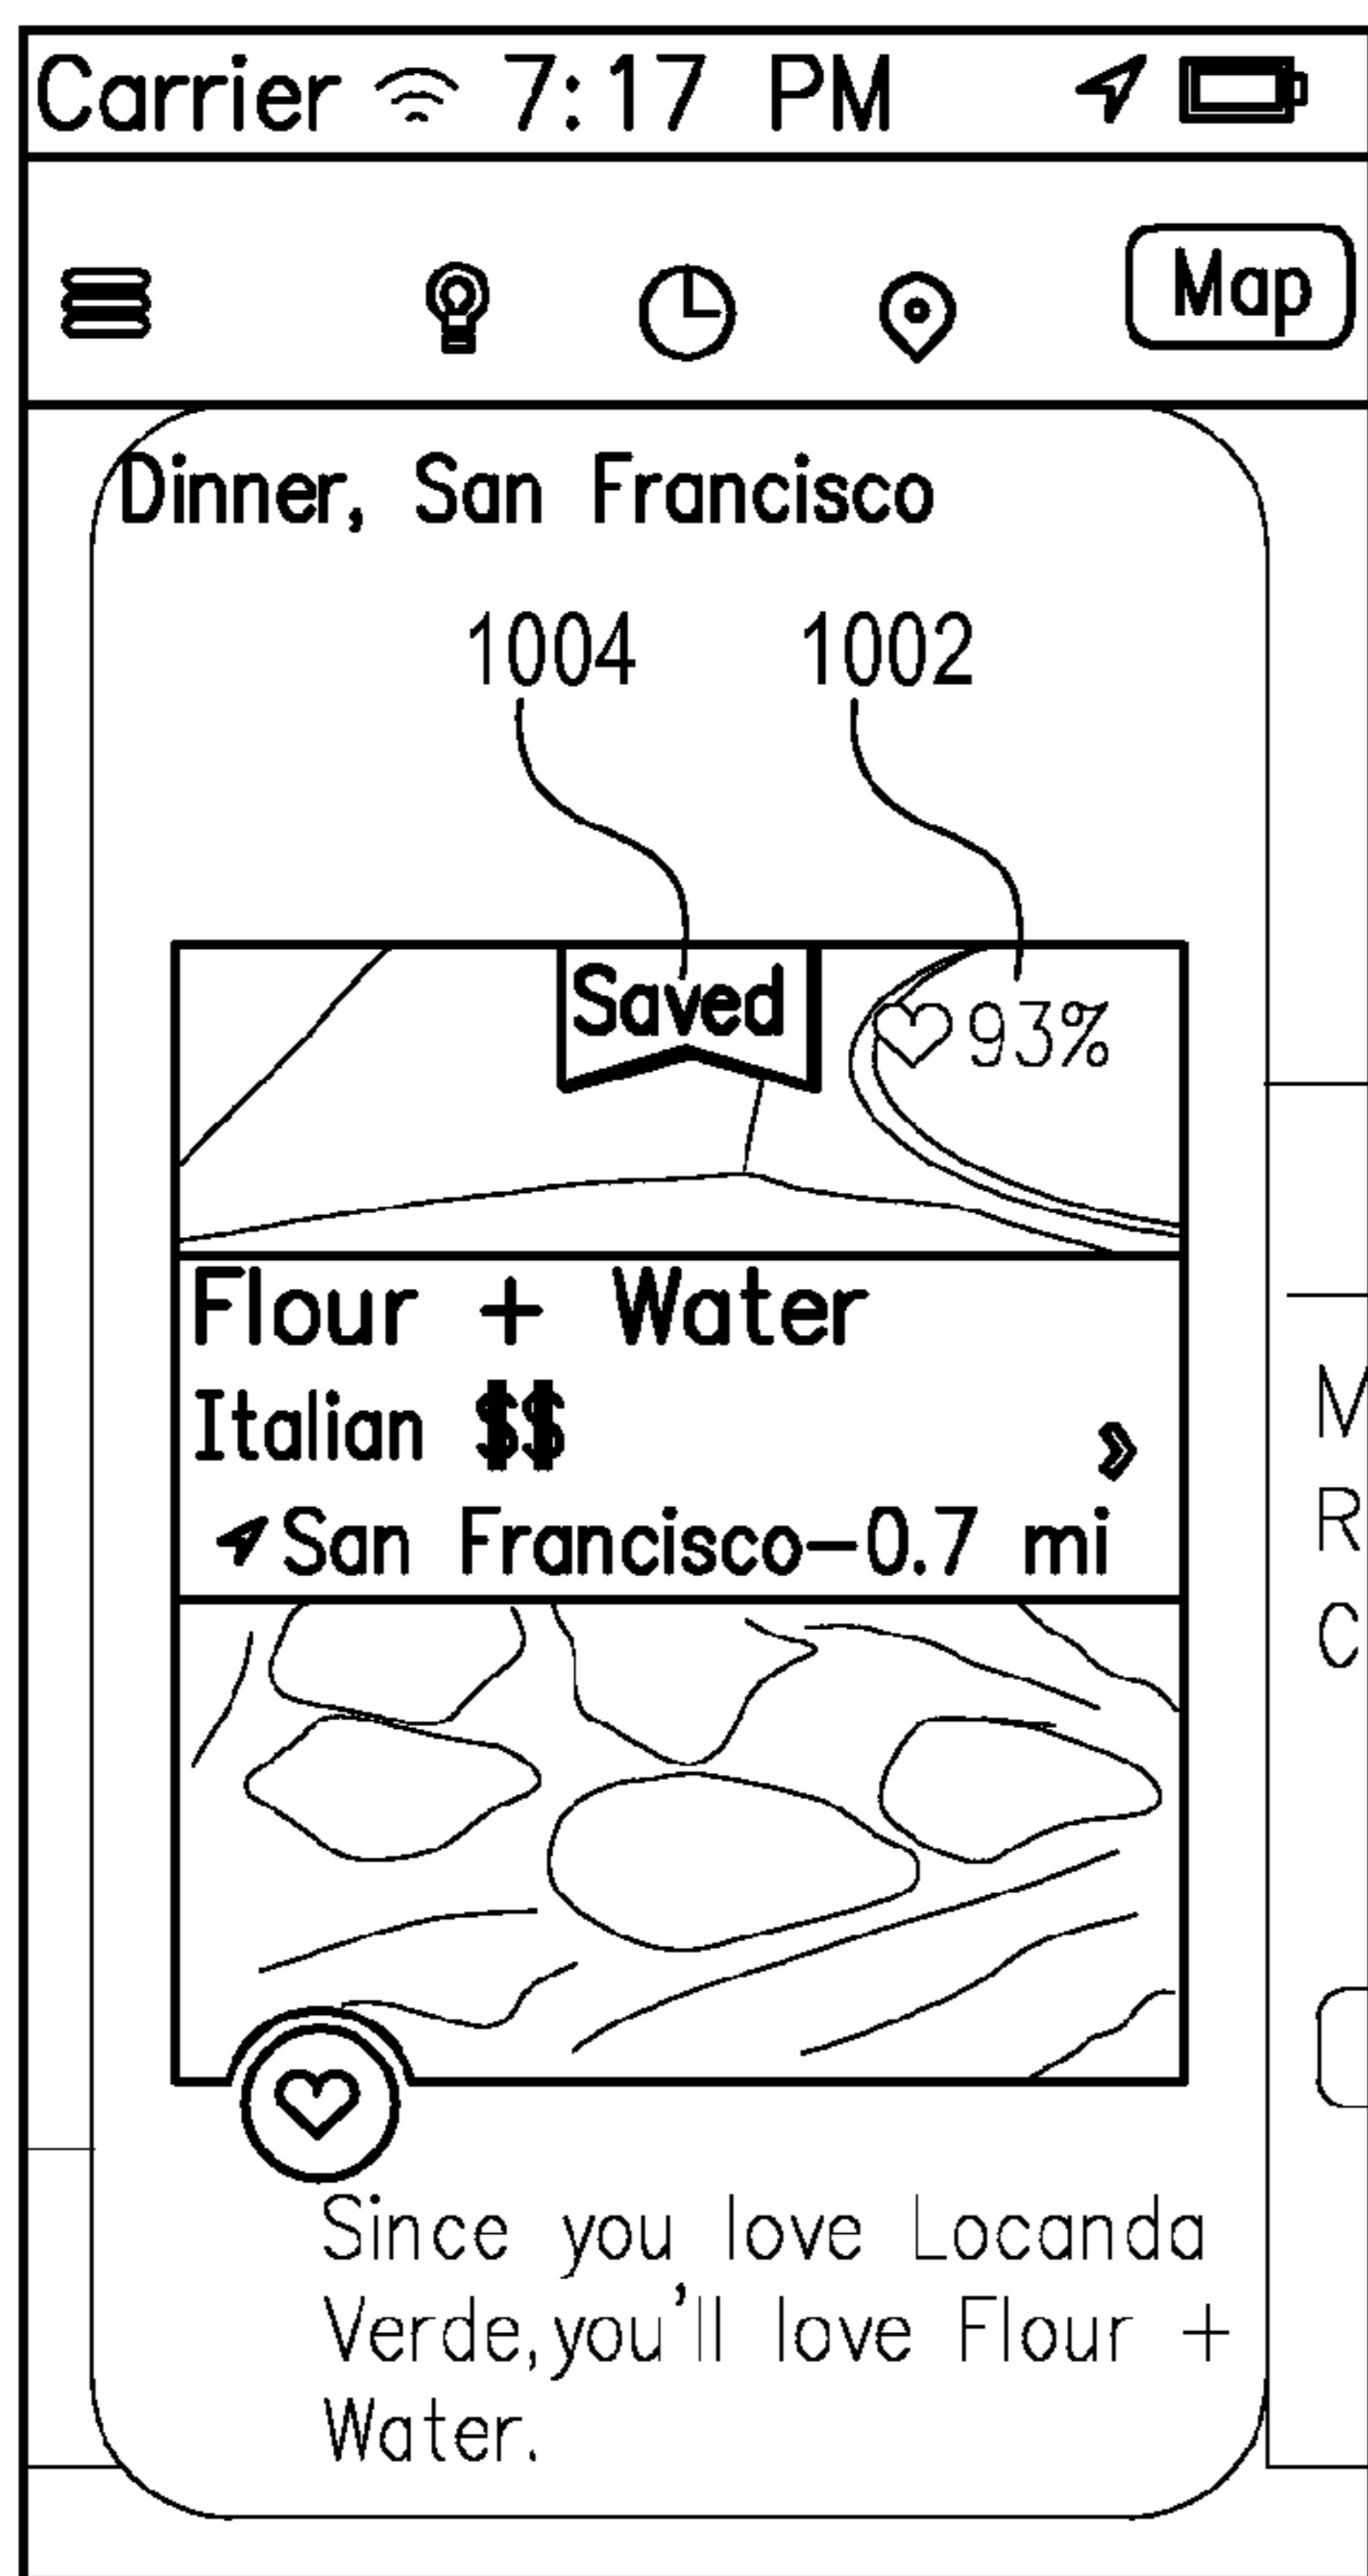 Carrier 7:17 PM
Map
Dinner, San Francisco
1004 1002
Saved
93%
Flour + Water
Italian $$
San Francisco-0.7 mi
M
R
C
Since you love Locanda
Verde,you'll love Flour +
Water.